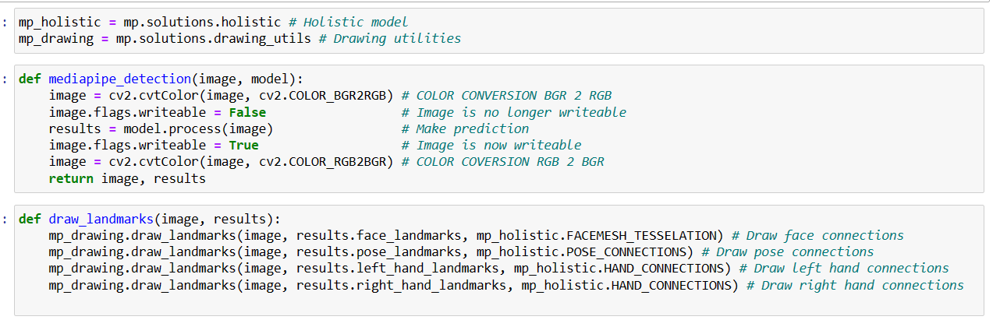 : mp_holistic = mp.solutions.holistic # Holistic model
mp_drawing = mp.solutions.drawing_utils # Drawing utilities
: def mediapipe_detection(image, model):
    image = cv2.cvtColor(image, cv2.COLOR_BGR2RGB) # COLOR CONVERSION BGR 2 RGB
    image.flags.writeable = False                  # Image is no longer writeable
    results = model.process(image)                 # Make prediction
    image.flags.writeable = True                   # Image is now writeable
    image = cv2.cvtColor(image, cv2.COLOR_RGB2BGR) # COLOR COVERSION RGB 2 BGR
    return image, results
: def draw_landmarks(image, results):
    mp_drawing.draw_landmarks(image, results.face_landmarks, mp_holistic.FACEMESH_TESSELATION) # Draw face connections
    mp_drawing.draw_landmarks(image, results.pose_landmarks, mp_holistic.POSE_CONNECTIONS) # Draw pose connections
    mp_drawing.draw_landmarks(image, results.left_hand_landmarks, mp_holistic.HAND_CONNECTIONS) # Draw left hand connections
    mp_drawing.draw_landmarks(image, results.right_hand_landmarks, mp_holistic.HAND_CONNECTIONS) # Draw right hand connections